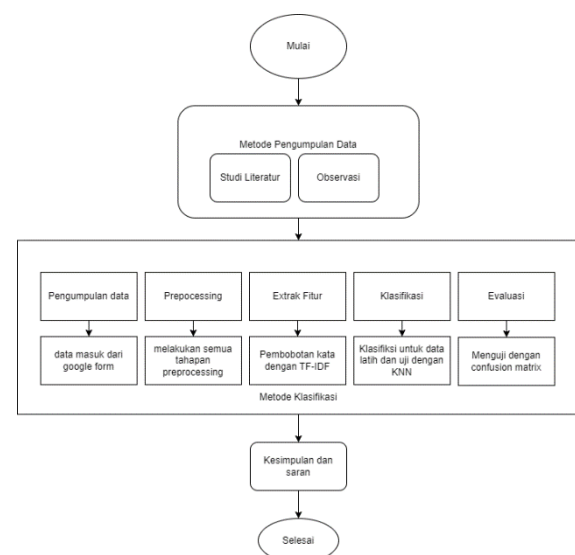 Mulai
Metode Pengumpulan Data
Studi Literatur
Observasi
Pengumpulan data
Prepocessing
Extrak Fitur
Klasifikasi
Evaluasi
data masuk dari
google form
melakukan semua
tahapan
preprocessing
Pembobotan kata
dengan TF-IDF
Klasifiksi untuk data
latih dan uji dengan
KNN
Menguji dengan
confusion matrix
Metode Klasifikasi
Kesimpulan dan
saran
Selesai